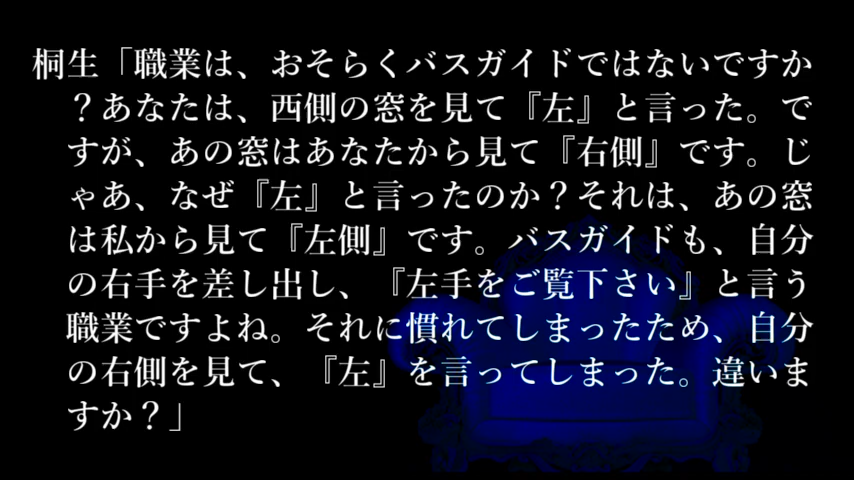 桐生「職業は、おそらくバスガイドではないですか
？あなたは、西側の窓を見て『左』と言った。で
すが、あの窓はあなたから見て『右側』です。じ
ゃあ、なぜ『左』と言ったのか？それは、あの窓
は私から見て『左側』です。バスガイドも、自分
の右手を差し出し、『左手をご覧下さい』と言う
職業ですよね。それに慣れてしまったため、自分
の右側を見て、『左』を言ってしまった。違いま
すか？」